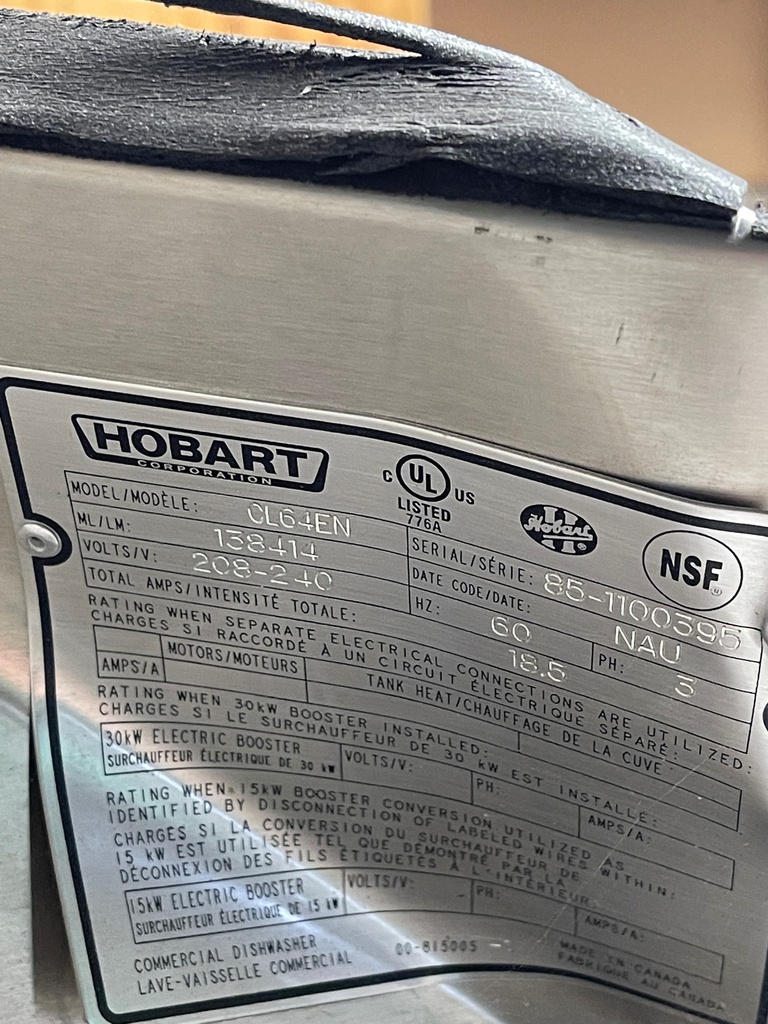 HOBART
CORPORATION
C UL US
LISTED
776A
Hobart
NSF
MODEL/MODÈLE: CL64EN
SERIAL/SÉRIE: 85-1100395
ML/LM: 138414
DATE CODE/DATE: NAU
VOLTS/V: 208-240
HZ: 60
PH: 3
TOTAL AMPS/INTENSITÉ TOTALE: 18.5
RATING WHEN SEPARATE ELECTRICAL CONNECTIONS ARE UTILIZED:
CHARGES SI RACCORDÉ À UN CIRCUIT ÉLECTRIQUE SÉPARÉ:
AMPS/A
MOTORS/MOTEURS
TANK HEAT/CHAUFFAGE DE LA CUVE
RATING WHEN 30kW BOOSTER INSTALLED:
CHARGES SI LE SURCHAUFFEUR DE 30 kW EST INSTALLÉ:
30kW ELECTRIC BOOSTER
SURCHAUFFEUR ÉLECTRIQUE DE 30 kW
VOLTS/V:
PH:
AMPS/A:
RATING WHEN 15kW BOOSTER CONVERSION UTILIZED AS
IDENTIFIED BY DISCONNECTION OF LABELED WIRES WITHIN:
CHARGES SI LA CONVERSION DU SURCHAUFFEUR DE
15 kW EST UTILISÉE TEL QUE DÉMONTRÉ PAR LA
DÉCONNEXION DES FILS ÉTIQUETÉS À L'INTÉRIEUR
15kW ELECTRIC BOOSTER
SURCHAUFFEUR ÉLECTRIQUE DE 15 kW
VOLTS/V:
PH:
AMPS/A:
COMMERCIAL DISHWASHER
LAVE-VAISSELLE COMMERCIAL
00-815005
MADE IN CANADA
FABRIQUÉ AU CANADA